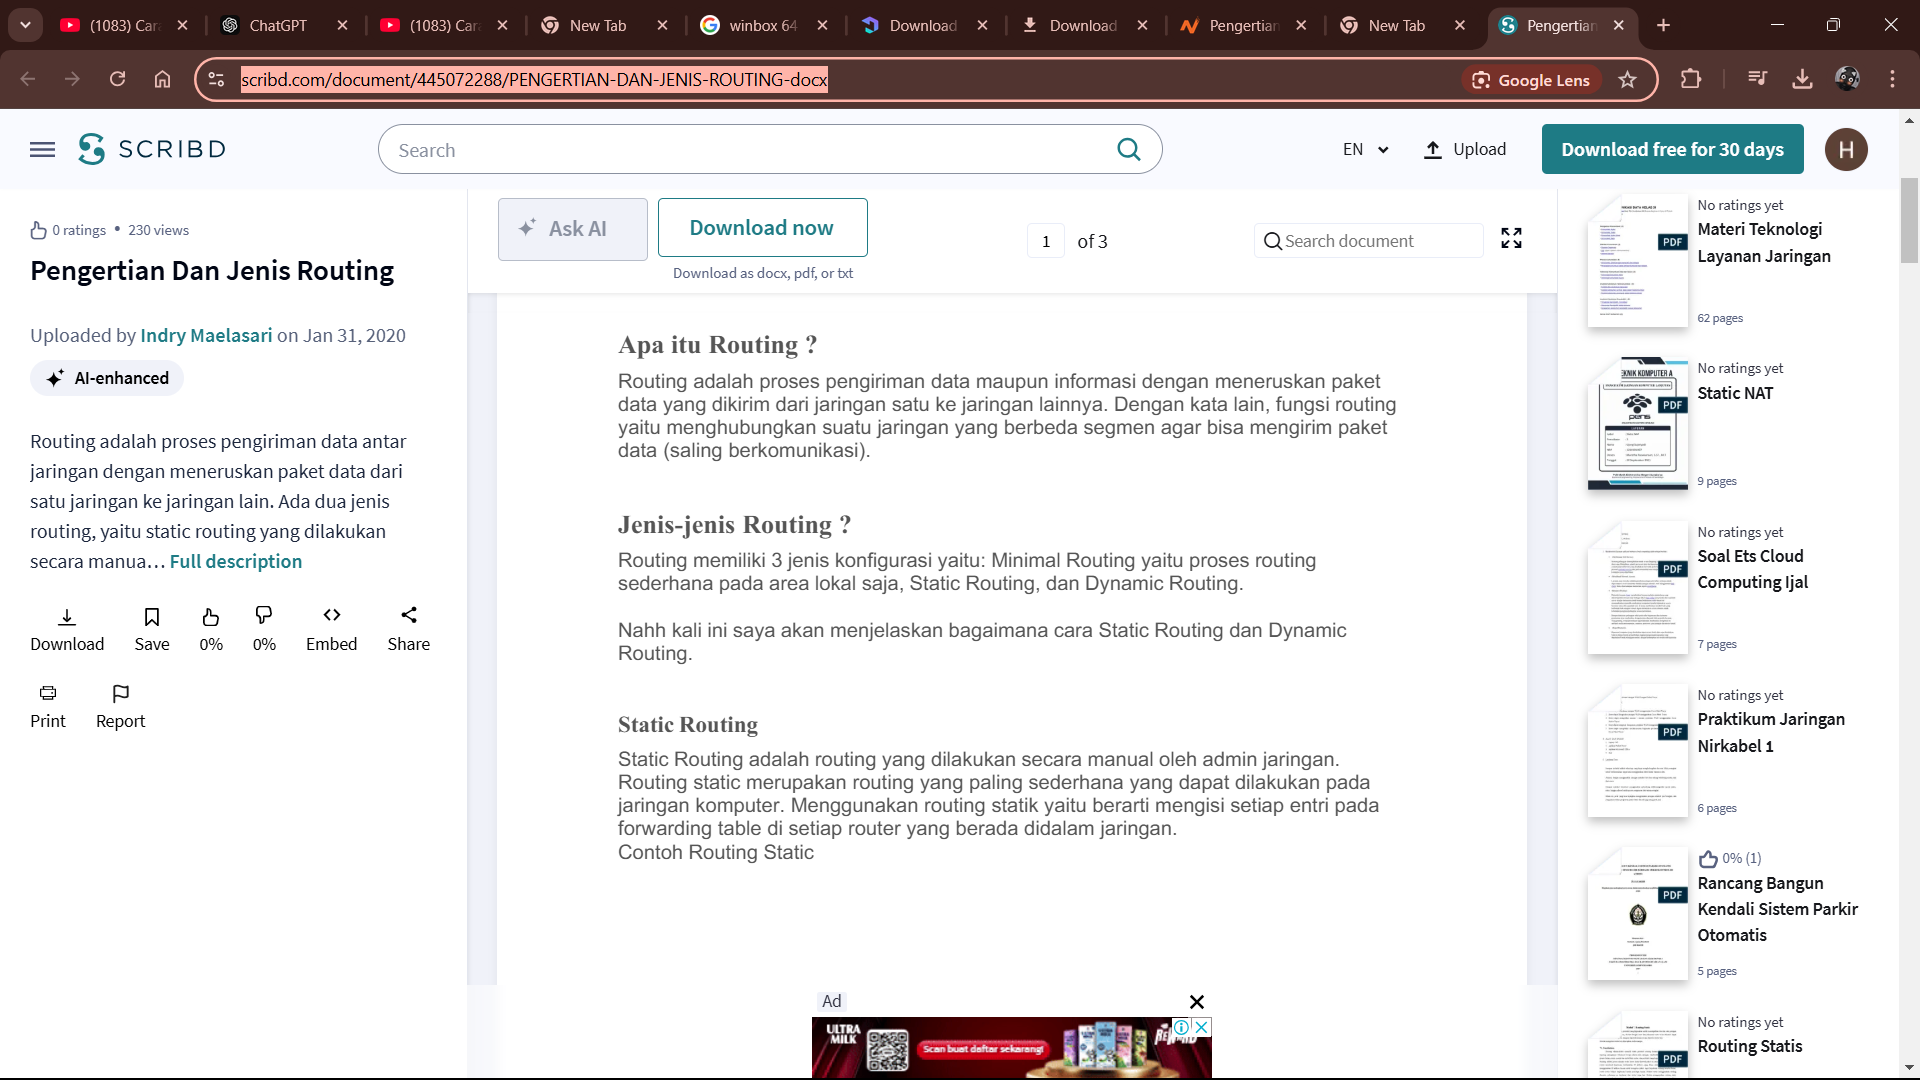 (1083) Car
ChatGPT
(1083) Car
New Tab
winbox 64
Download
Download
Pengertian
New Tab
Pengertian
scribd.com/document/445072288/PENGERTIAN-DAN-JENIS-ROUTING-docx
Google Lens
SCRIBD
Search
EN
Upload
Download free for 30 days
H
0 ratings • 230 views
Pengertian Dan Jenis Routing
Uploaded by Indry Maelasari on Jan 31, 2020
AI-enhanced
Routing adalah proses pengiriman data antar
jaringan dengan meneruskan paket data dari
satu jaringan ke jaringan lain. Ada dua jenis
routing, yaitu static routing yang dilakukan
secara manua… Full description
Download
Save
0%
0%
Embed
Share
Print
Report
Ask AI
Download now
Download as docx, pdf, or txt
1 of 3
Search document
Apa itu Routing ?
Routing adalah proses pengiriman data maupun informasi dengan meneruskan paket
data yang dikirim dari jaringan satu ke jaringan lainnya. Dengan kata lain, fungsi routing
yaitu menghubungkan suatu jaringan yang berbeda segmen agar bisa mengirim paket
data (saling berkomunikasi).
Jenis-jenis Routing ?
Routing memiliki 3 jenis konfigurasi yaitu: Minimal Routing yaitu proses routing
sederhana pada area lokal saja, Static Routing, dan Dynamic Routing.
Nahh kali ini saya akan menjelaskan bagaimana cara Static Routing dan Dynamic
Routing.
Static Routing
Static Routing adalah routing yang dilakukan secara manual oleh admin jaringan.
Routing static merupakan routing yang paling sederhana yang dapat dilakukan pada
jaringan komputer. Menggunakan routing statik yaitu berarti mengisi setiap entri pada
forwarding table di setiap router yang berada didalam jaringan.
Contoh Routing Static
Ad
ULTRA
MILK
Scan buat daftar sekarang!
No ratings yet
Materi Teknologi
Layanan Jaringan
PDF
62 pages
No ratings yet
Static NAT
PDF
9 pages
No ratings yet
Soal Ets Cloud
Computing Ijal
PDF
7 pages
No ratings yet
Praktikum Jaringan
Nirkabel 1
PDF
6 pages
0% (1)
Rancang Bangun
Kendali Sistem Parkir
Otomatis
PDF
5 pages
No ratings yet
Routing Statis
PDF